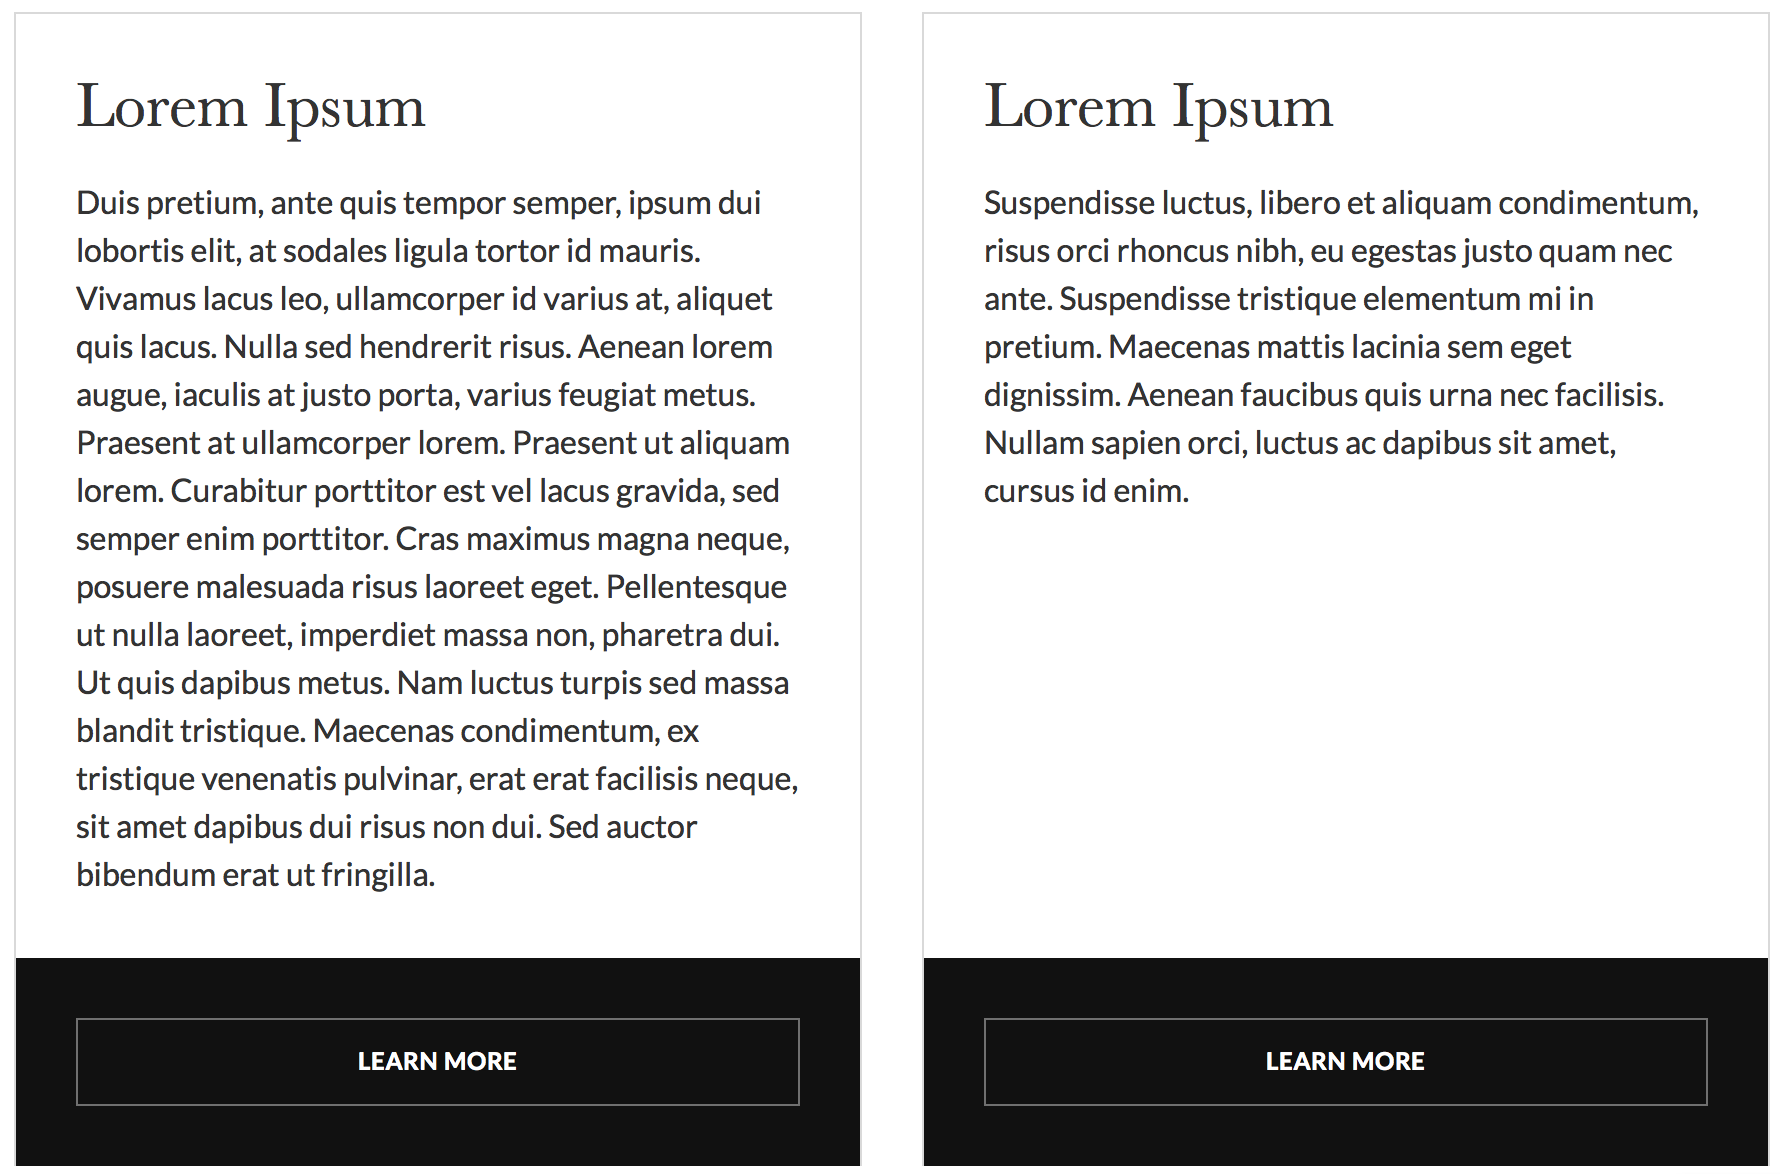 Lorem Ipsum
Duis pretium, ante quis tempor semper, ipsum dui
lobortis elit, at sodales ligula tortor id mauris.
Vivamus lacus leo, ullamcorper id varius at, aliquet
quis lacus. Nulla sed hendrerit risus. Aenean lorem
augue, iaculis at justo porta, varius feugiat metus.
Praesent at ullamcorper lorem. Praesent ut aliquam
lorem. Curabitur porttitor est vel lacus gravida, sed
semper enim porttitor. Cras maximus magna neque,
posuere malesuada risus laoreet eget. Pellentesque
ut nulla laoreet, imperdiet massa non, pharetra dui.
Ut quis dapibus metus. Nam luctus turpis sed massa
blandit tristique. Maecenas condimentum, ex
tristique venenatis pulvinar, erat erat facilisis neque,
sit amet dapibus dui risus non dui. Sed auctor
bibendum erat ut fringilla.
LEARN MORE
Lorem Ipsum
Suspendisse luctus, libero et aliquam condimentum,
risus orci rhoncus nibh, eu egestas justo quam nec
ante. Suspendisse tristique elementum mi in
pretium. Maecenas mattis lacinia sem eget
dignissim. Aenean faucibus quis urna nec facilisis.
Nullam sapien orci, luctus ac dapibus sit amet,
cursus id enim.
LEARN MORE